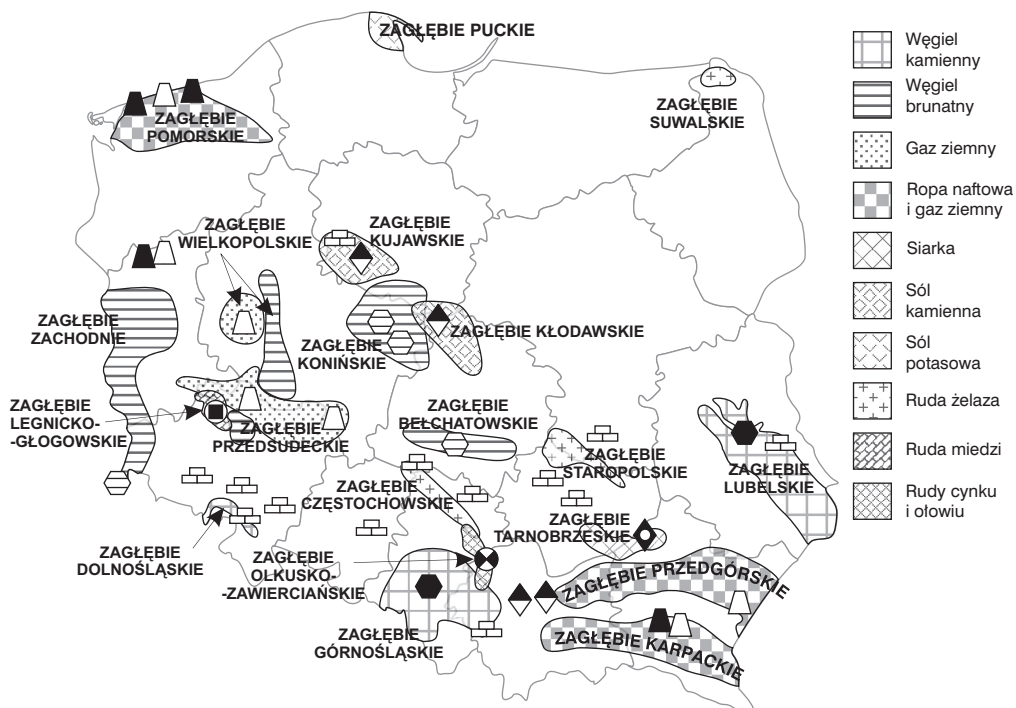 ZAGŁĘBIE PUCKIE
ZAGŁĘBIE
SUWALSKIE
ZAGŁĘBIE
POMORSKIE
ZAGŁĘBIE
WIELKOPOLSKIE
ZAGŁĘBIE
KUJAWSKIE
ZAGŁĘBIE
ZACHODNIE
ZAGŁĘBIE
KONIŃSKIE
ZAGŁĘBIE KŁODAWSKIE
ZAGŁĘBIE
LEGNICKO-
-GŁOGOWSKIE
ZAGŁĘBIE
PRZEDSUDECKIE
ZAGŁĘBIE
BEŁCHATOWSKIE
ZAGŁĘBIE
STAROPOLSKIE
ZAGŁĘBIE
LUBELSKIE
ZAGŁĘBIE
CZĘSTOCHOWSKIE
ZAGŁĘBIE
TARNOBRZESKIE
ZAGŁĘBIE
DOLNOŚLĄSKIE
ZAGŁĘBIE
OLKUSKO-
-ZAWIERCIAŃSKIE
ZAGŁĘBIE PRZEDGÓRSKIE
ZAGŁĘBIE
GÓRNOŚLĄSKIE
ZAGŁĘBIE KARPACKIE
Węgiel
kamienny
Węgiel
brunatny
Gaz ziemny
Ropa naftowa
i gaz ziemny
Siarka
Sól
kamienna
Sól
potasowa
Ruda żelaza
Ruda miedzi
Rudy cynku
i ołowiu